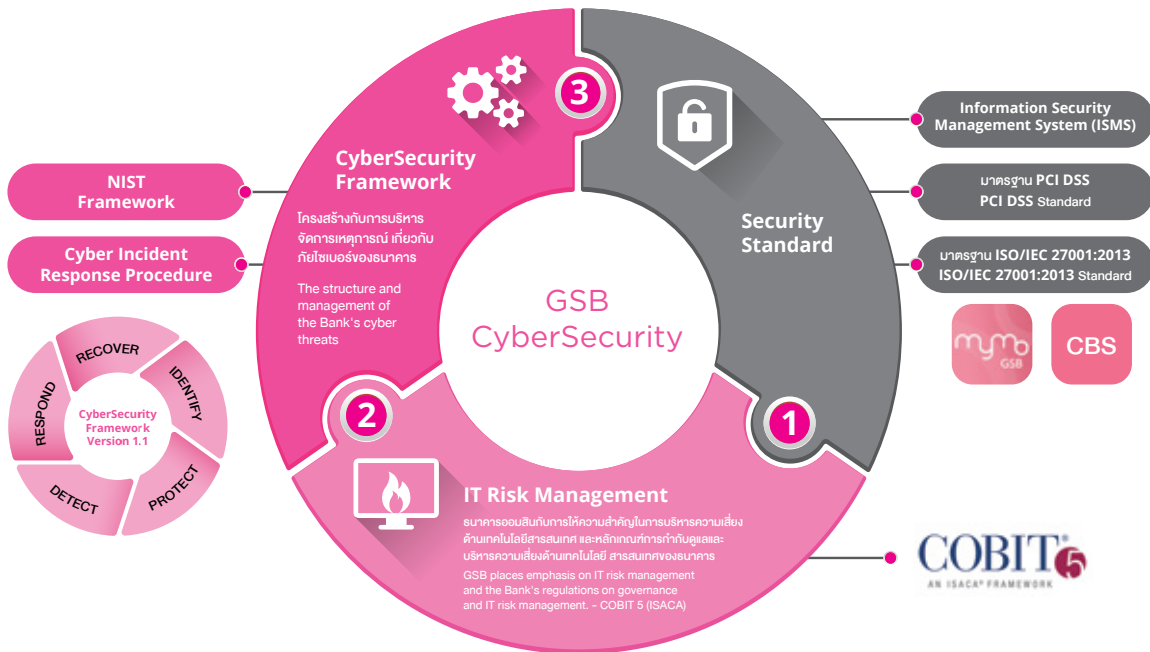 3
CyberSecurity
Framework
โครงสร้างกับการบริหาร
จัดการเหตุการณ์ เกี่ยวกับ
ภัยไซเบอร์ของธนาคาร
The structure and
management of
the Bank's cyber
threats
NIST
Framework
Cyber Incident
Response Procedure
RECOVER
IDENTIFY
PROTECT
DETECT
RESPOND
CyberSecurity
Framework
Version 1.1
GSB
CyberSecurity
Security
Standard
Information Security
Management System (ISMS)
มาตรฐาน PCI DSS
PCI DSS Standard
มาตรฐาน ISO/IEC 27001:2013
ISO/IEC 27001:2013 Standard
mymo
GSB
CBS
2
1
IT Risk Management
ธนาคารออมสินกับการให้ความสำคัญในการบริหารความเสี่ยง
ด้านเทคโนโลยีสารสนเทศ และหลักเกณฑ์การกำกับดูแลและ
บริหารความเสี่ยงด้านเทคโนโลยี สารสนเทศของธนาคาร
GSB places emphasis on IT risk management
and the Bank's regulations on governance
and IT risk management. - COBIT 5 (ISACA)
COBIT® 5
AN ISACA® FRAMEWORK